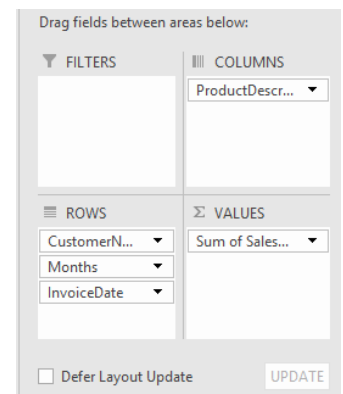 Drag fields between areas below:
FILTERS
COLUMNS
ProductDescr...
ROWS
CustomerN...
Months
InvoiceDate
Σ VALUES
Sum of Sales...
Defer Layout Update
UPDATE